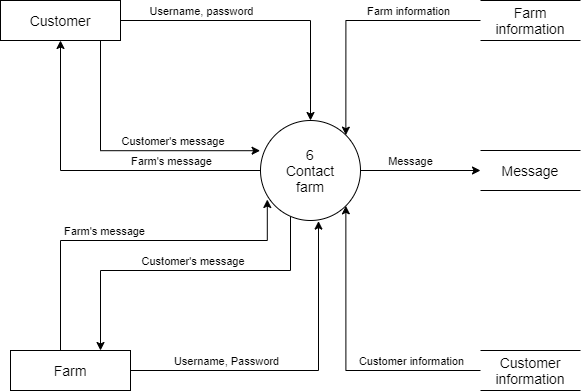 Customer
Username, password
Farm information
Farm
information
Customer's message
Farm's message
6
Contact
farm
Message
Message
Farm's message
Customer's message
Farm
Username, Password
Customer information
Customer
information